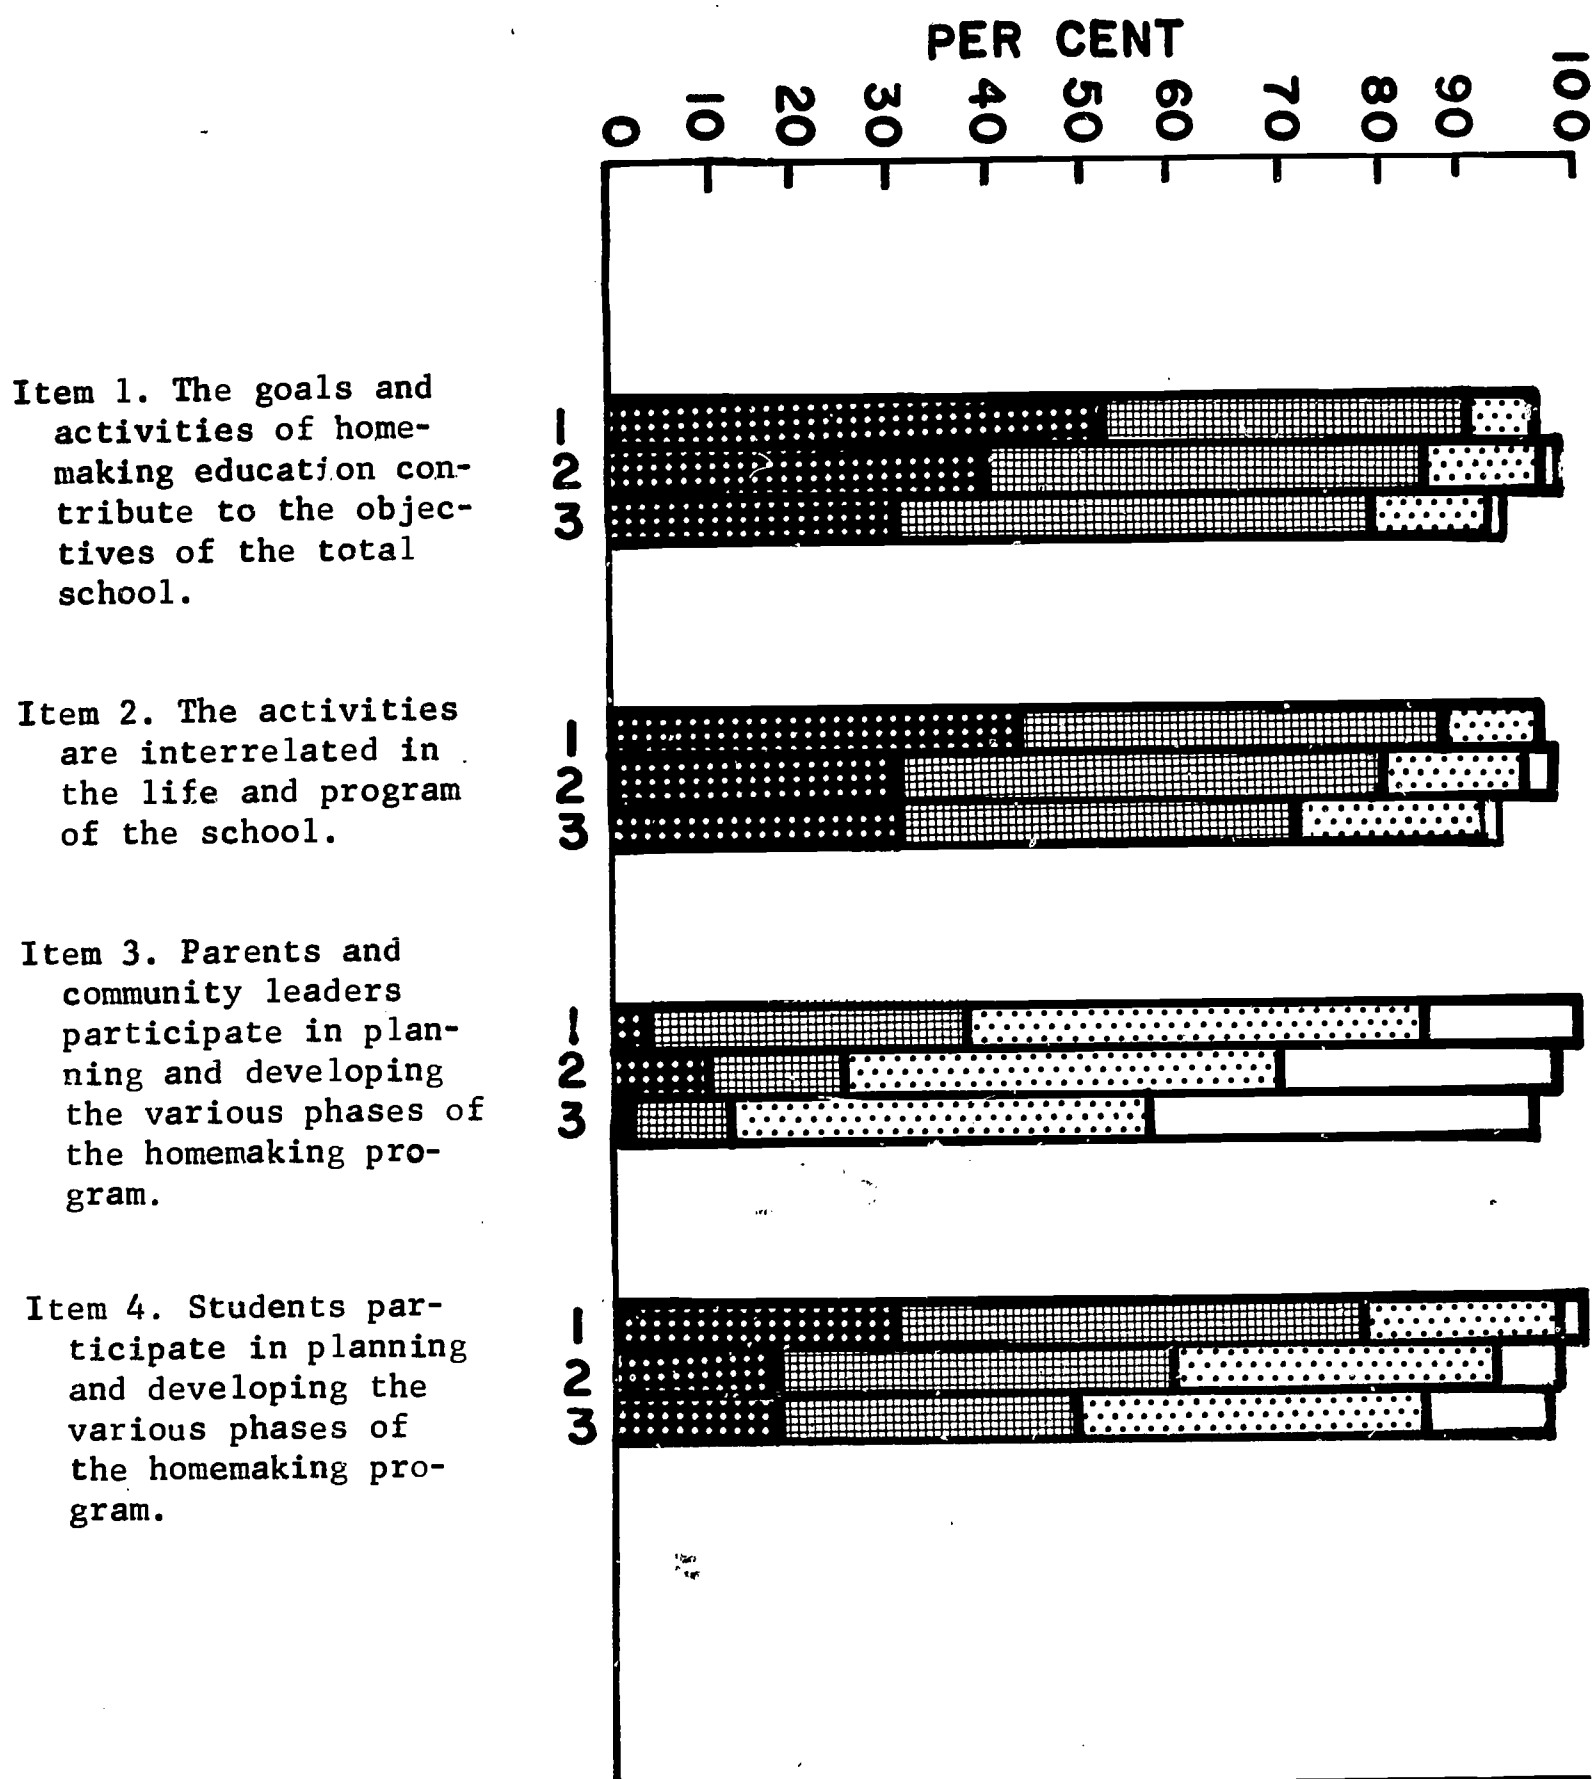 PER CENT
0 10 20 30 40 50 60 70 80 90 100
Item 1. The goals and
activities of home-
making education con-
tribute to the objec-
tives of the total
school.
1
2
3
Item 2. The activities
are interrelated in
the life and program
of the school.
1
2
3
Item 3. Parents and
community leaders
participate in plan-
ning and developing
the various phases of
the homemaking pro-
gram.
1
2
3
Item 4. Students par-
ticipate in planning
and developing the
various phases of
the homemaking pro-
gram.
1
2
3